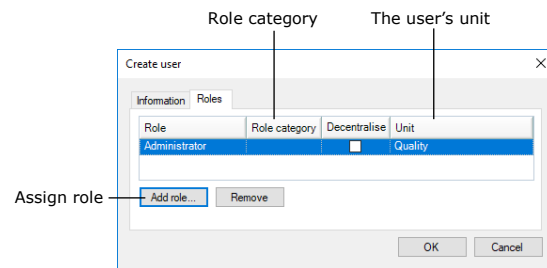 Role category The user's unit
Create user
Information Roles
Role Role category Decentralise Unit
Administrator Quality
Assign role Add role... Remove
OK Cancel